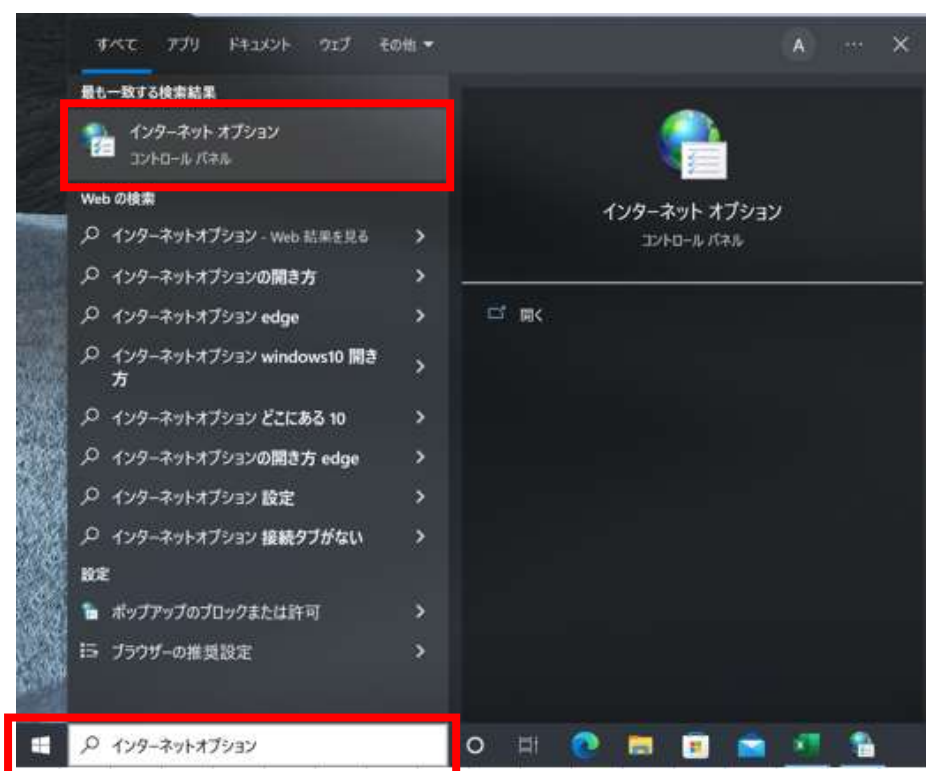 すべて アプリ ドキュメント ウェブ その他 ▼ A ··· ×
最も一致する検索結果
インターネット オプション
コントロール パネル
Web の検索
インターネットオプション - Web 結果を見る
インターネットオプションの開き方
インターネットオプション edge
インターネットオプション windows10 開き
方
インターネットオプション どこにある 10
インターネットオプションの開き方 edge
インターネットオプション 設定
インターネットオプション 接続タブがない
設定
ポップアップのブロックまたは許可
ブラウザーの推奨設定
インターネット オプション
コントロール パネル
開く
インターネットオプション